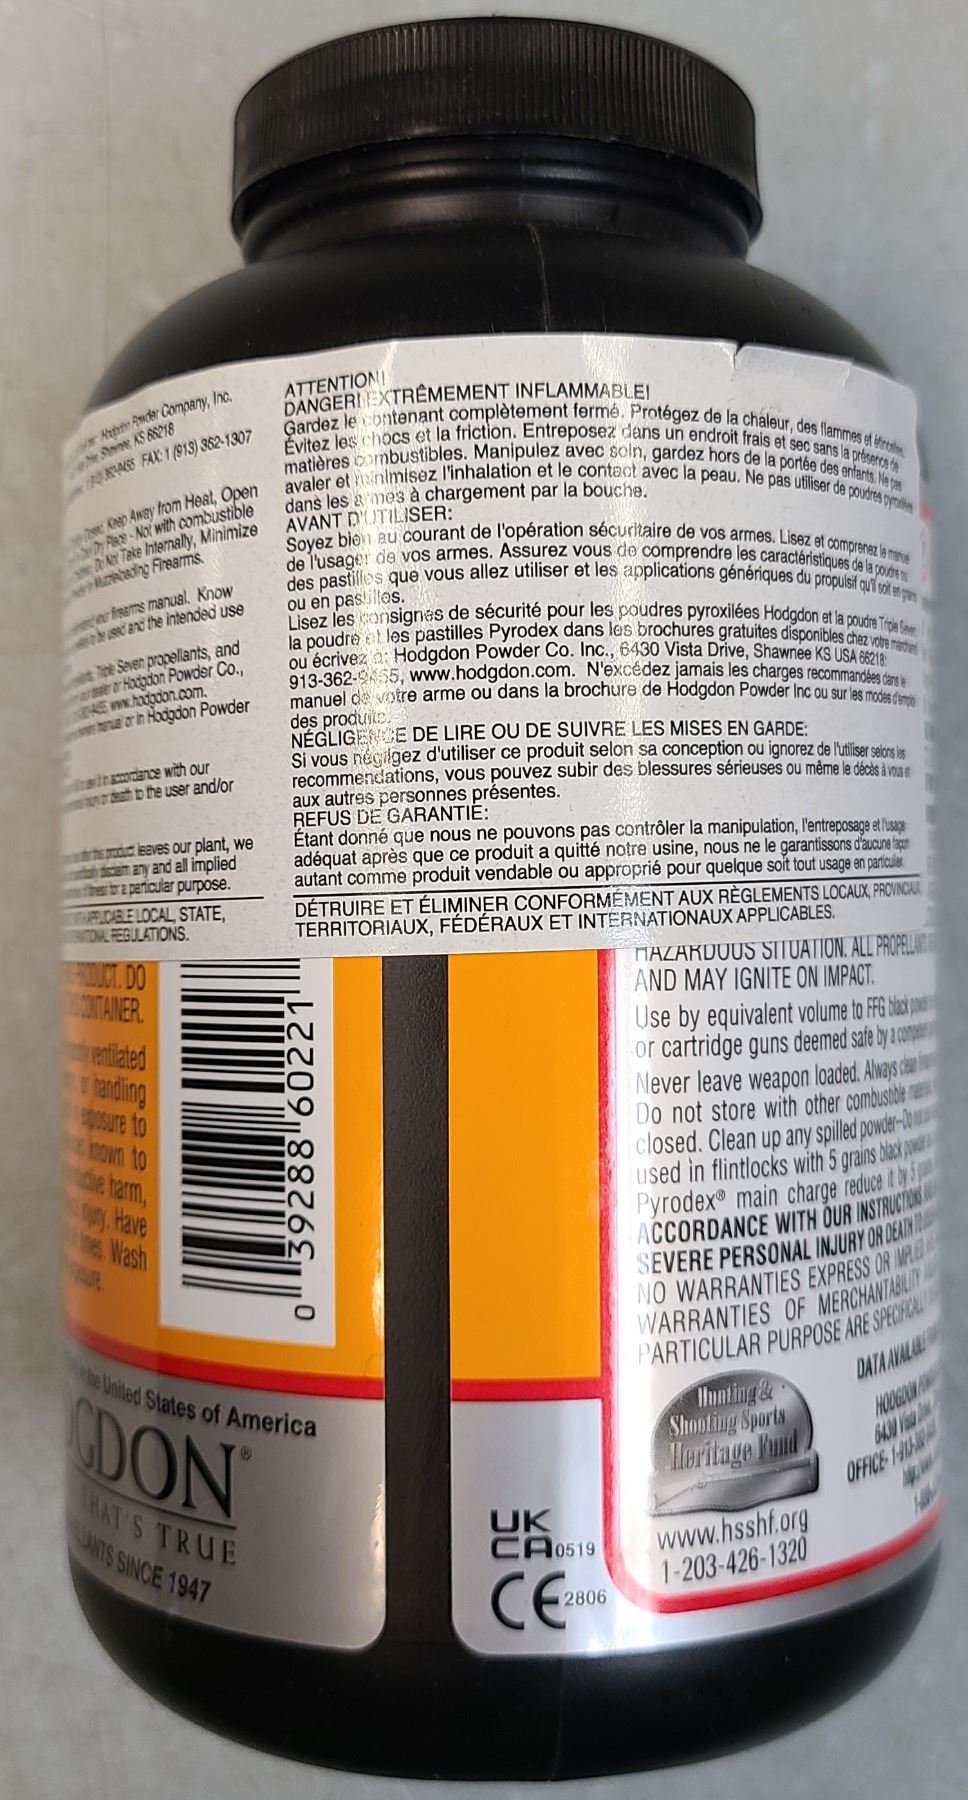 Hodgdon Powder Company, Inc.
Shawnee, KS 66218
FAX: 1 (913) 362-1307
Keep Away from Heat, Open
Dry Place - Not with combustible
Do Not Take Internally, Minimize
Muzzleloading Firearms.
your firearms manual. Know
to be used and the intended use
Triple Seven propellants, and
dealer or Hodgdon Powder Co.,
www.hodgdon.com.
manual or in Hodgdon Powder
in accordance with our
injury or death to the user and/or
this product leaves our plant, we
disclaim any and all implied
fitness for a particular purpose.
APPLICABLE LOCAL, STATE,
REGULATIONS.
ATTENTION!
DANGER! EXTRÊMEMENT INFLAMMABLE!
Gardez le contenant complètement fermé. Protégez de la chaleur, des flammes et étincelles.
Évitez les chocs et la friction. Entreposez dans un endroit frais et sec sans la présence de
matières combustibles. Manipulez avec soin, gardez hors de la portée des enfants. Ne pas
avaler et minimisez l'inhalation et le contact avec la peau. Ne pas utiliser de poudres pyroxilées
dans les armes à chargement par la bouche.
AVANT D'UTILISER:
Soyez bien au courant de l'opération sécuritaire de vos armes. Lisez et comprenez le manuel
de l'usager de vos armes. Assurez vous de comprendre les caractéristiques de la poudre ou
des pastilles que vous allez utiliser et les applications génériques du propulsif qu'il soit en grains
ou en pastilles.
Lisez les consignes de sécurité pour les poudres pyroxilées Hodgdon et la poudre Triple Seven
la poudre et les pastilles Pyrodex dans les brochures gratuites disponibles chez votre marchand
ou écrivez à: Hodgdon Powder Co. Inc., 6430 Vista Drive, Shawnee KS USA 66218:
913-362-9455, www.hodgdon.com. N'excédez jamais les charges recommandées dans le
manuel de votre arme ou dans la brochure de Hodgdon Powder Inc ou sur les modes d'emploi
des produits.
NÉGLIGENCE DE LIRE OU DE SUIVRE LES MISES EN GARDE:
Si vous négligez d'utiliser ce produit selon sa conception ou ignorez de l'utiliser selons les
recommendations, vous pouvez subir des blessures sérieuses ou même le décès à vous et
aux autres personnes présentes.
REFUS DE GARANTIE:
Étant donné que nous ne pouvons pas contrôler la manipulation, l'entreposage et l'usage
adéquat après que ce produit a quitté notre usine, nous ne le garantissons d'aucune façon
autant comme produit vendable ou approprié pour quelque soit tout usage en particulier.
DÉTRUIRE ET ÉLIMINER CONFORMÉMENT AUX RÈGLEMENTS LOCAUX, PROVINCIAUX,
TERRITORIAUX, FÉDÉRAUX ET INTERNATIONAUX APPLICABLES.
PRODUCT. DO
CONTAINER.
ventilated
or handling
exposure to
known to
harm,
injury. Have
Wash
0 39288 60221
the United States of America
GDON®
THAT'S TRUE
SINCE 1947
UK
CA 0519
CE 2806
HAZARDOUS SITUATION. ALL PROPELLANTS
AND MAY IGNITE ON IMPACT.
Use by equivalent volume to FFG black powder
or cartridge guns deemed safe by a competent
Never leave weapon loaded. Always clean
Do not store with other combustible
closed. Clean up any spilled powder-Do not
used in flintlocks with 5 grains black powder
Pyrodex® main charge reduce it by 5
ACCORDANCE WITH OUR INSTRUCTIONS
SEVERE PERSONAL INJURY OR DEATH
NO WARRANTIES EXPRESS OR IMPLIED
WARRANTIES OF MERCHANTABILITY
PARTICULAR PURPOSE ARE SPECIFICALLY
DATA AVAILABLE
HODGDON
6430 Vista
OFFICE- 1-913-
Hunting &
Shooting Sports
Heritage Fund
www.hsshf.org
1-203-426-1320